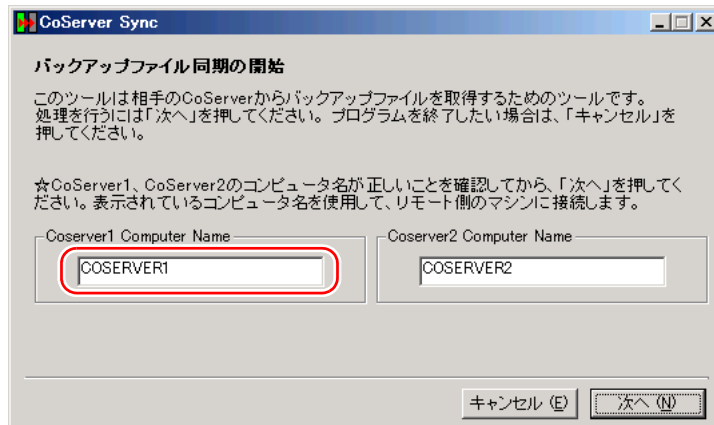 CoServer Sync
バックアップファイル同期の開始
このツールは相手のCoServerからバックアップファイルを取得するためのツールです。
処理を行うには「次へ」を押してください。プログラムを終了したい場合は、「キャンセル」を
押してください。
☆CoServer1、CoServer2のコンピュータ名が正しいことを確認してから、「次へ」を押してく
ださい。表示されているコンピュータ名を使用して、リモート側のマシンに接続します。
Coserver1 Computer Name
COSERVER1
Coserver2 Computer Name
COSERVER2
キャンセル (E)
次へ (N)